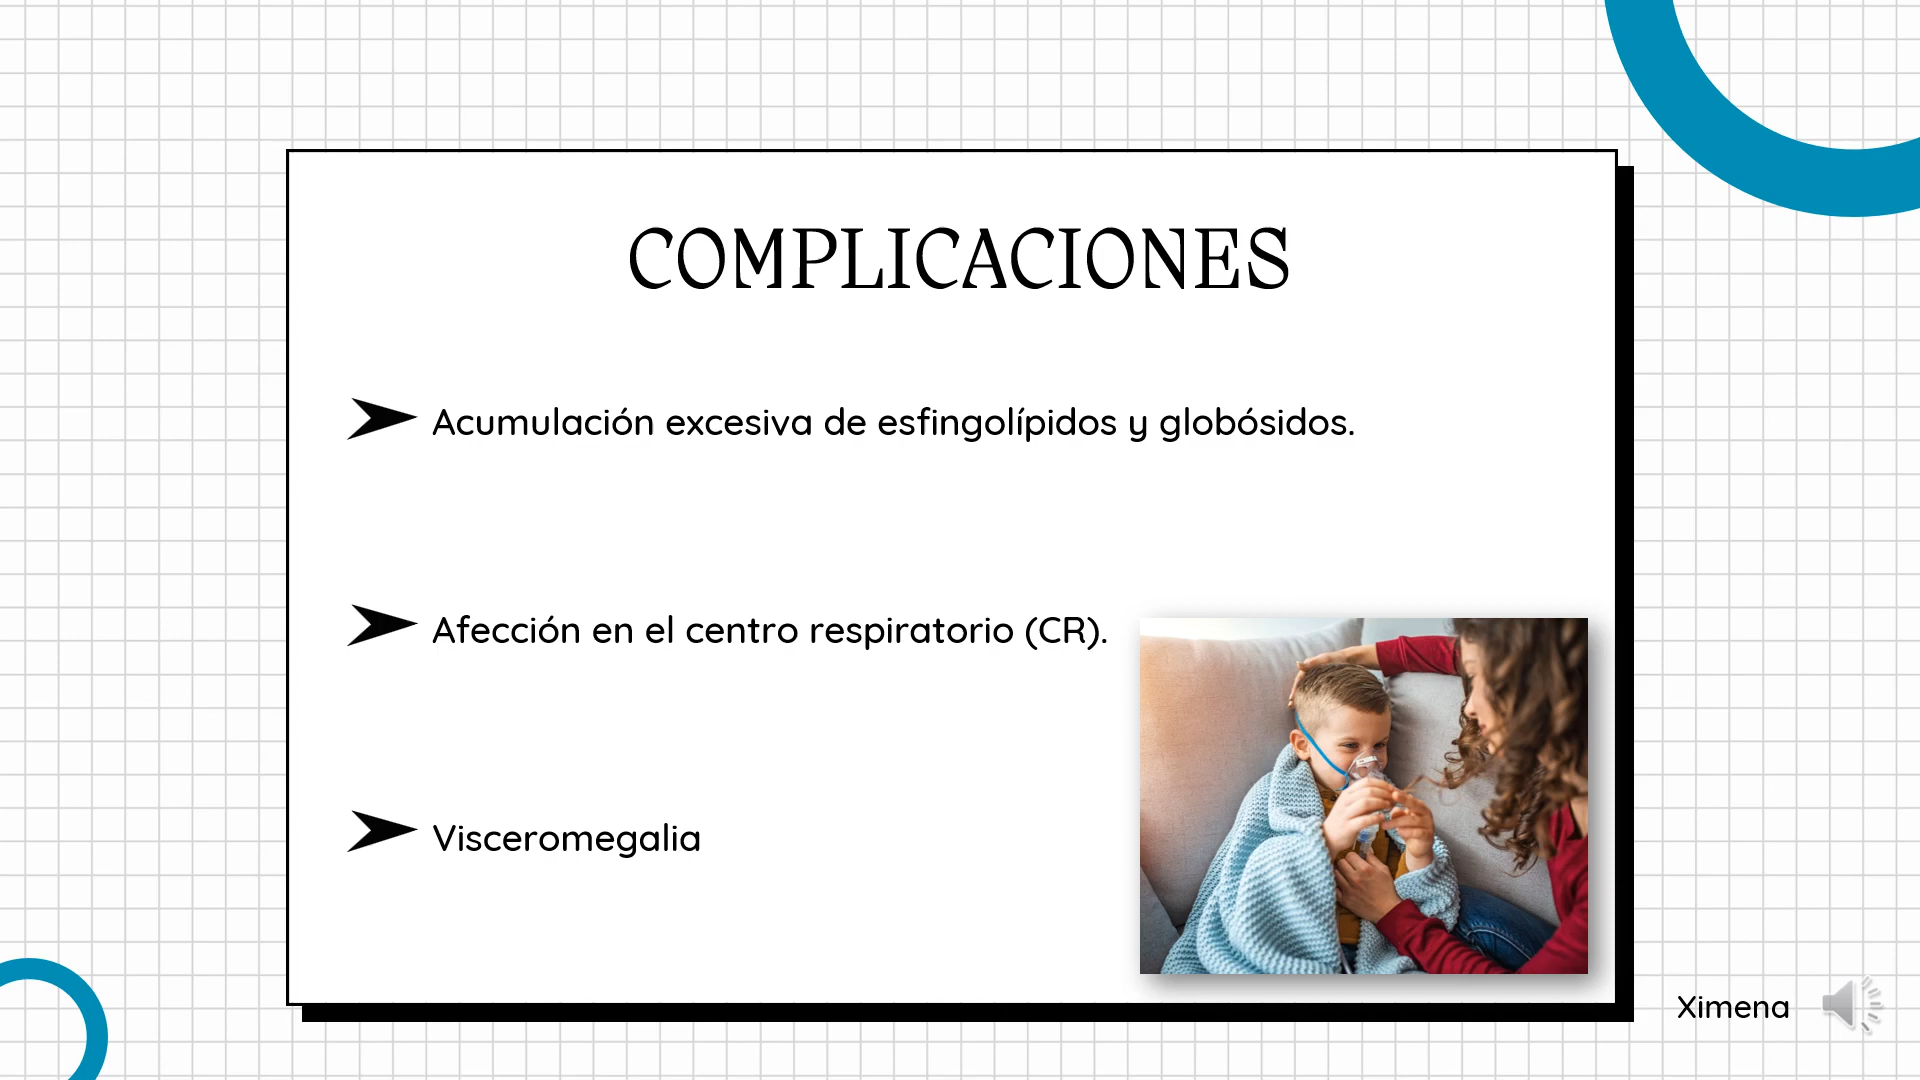 COMPLICACIONES
Acumulación excesiva de esfingolípidos y globósidos.
Afección en el centro respiratorio (CR).
Visceromegalia
Ximena